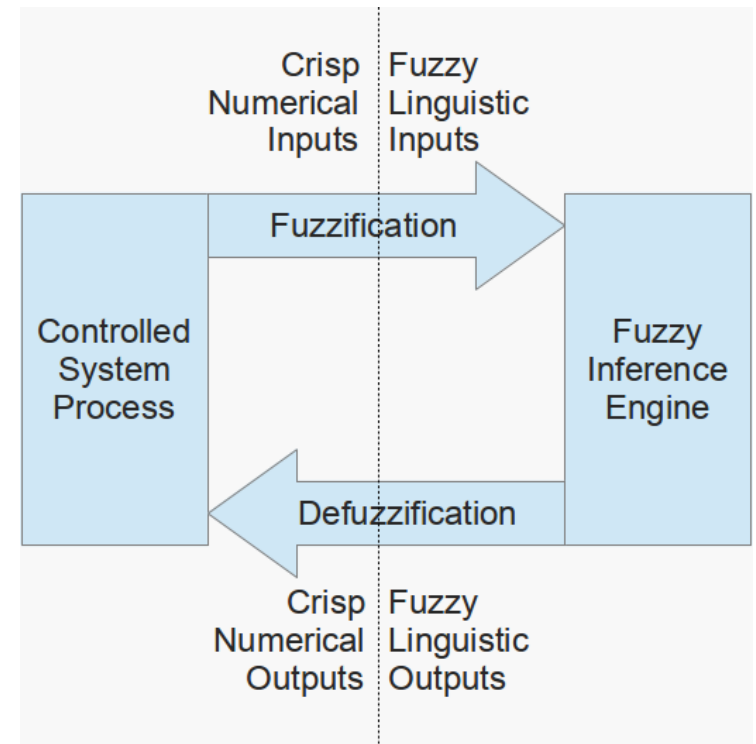 Crisp
Numerical
Inputs
Fuzzy
Linguistic
Inputs
Fuzzification
Controlled
System
Process
Fuzzy
Inference
Engine
Defuzzification
Crisp
Numerical
Outputs
Fuzzy
Linguistic
Outputs